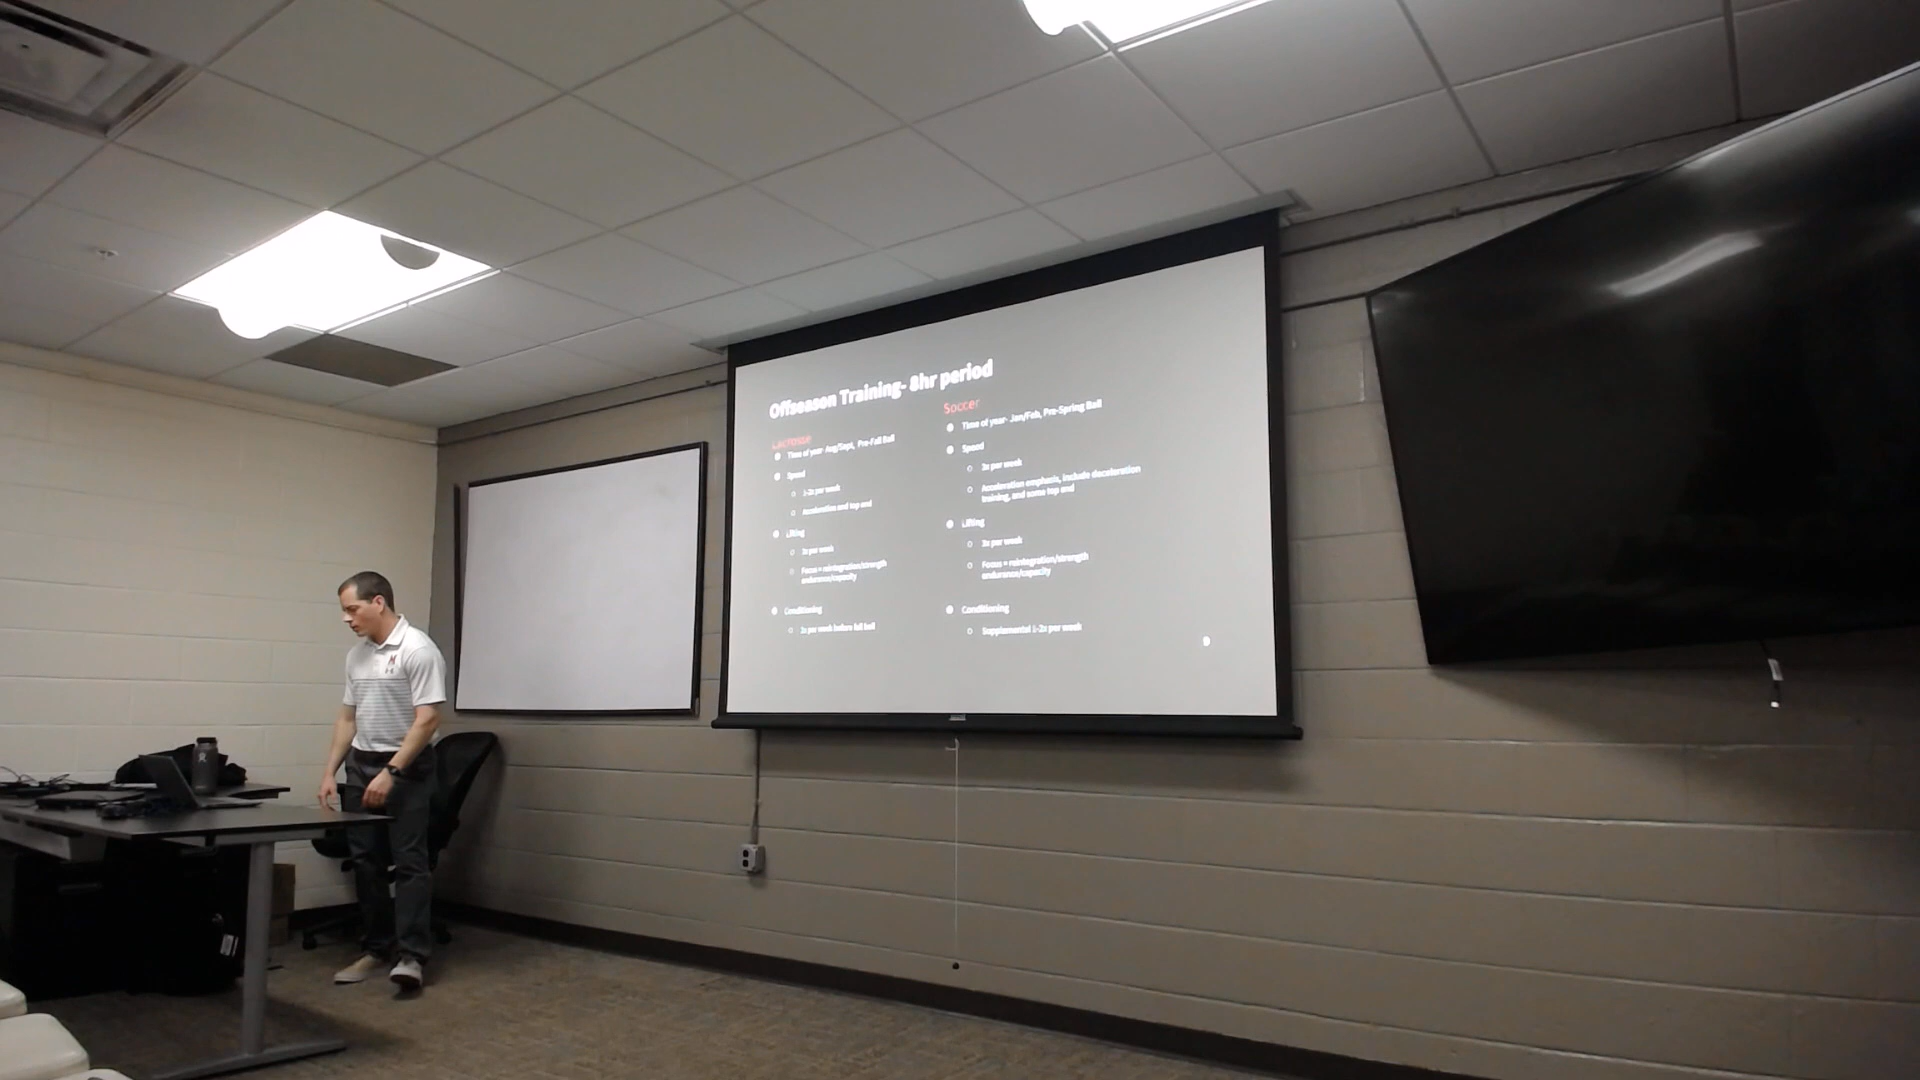 Offseason Training- 8hr period
Lacrosse
Time of year- Aug/Sept, Pre-Fall Ball
Speed
1-2x per week
Acceleration and top end
Lifting
3x per week
Focus = reintegration/strength
endurance/capacity
Conditioning
2x per week before fall ball
Soccer
Time of year- Jan/Feb, Pre-Spring Ball
Speed
3x per week
Acceleration emphasis, include deceleration
training, and some top end
Lifting
3x per week
Focus = reintegration/strength
endurance/capacity
Conditioning
Supplemental 1-2x per week
9
M